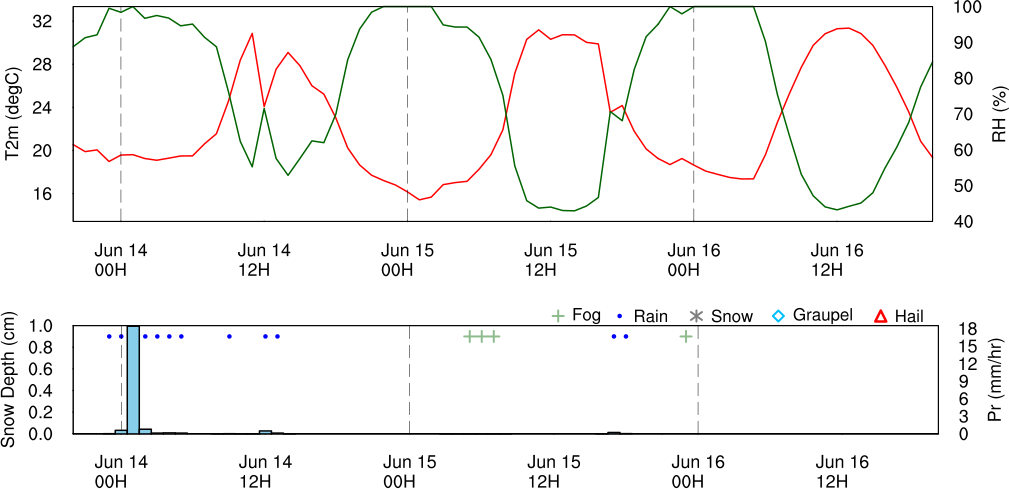 32
28
24
20
16
T2m (degC)
100
90
80
70
60
50
40
RH (%)
Jun 14 Jun 14 Jun 15 Jun 15 Jun 16 Jun 16
00H 12H 00H 12H 00H 12H
Fog Rain Snow Graupel Hail
1.0
0.8
0.6
0.4
0.2
0.0
Snow Depth (cm)
18
15
12
9
6
3
0
Pr (mm/hr)
Jun 14 Jun 14 Jun 15 Jun 15 Jun 16 Jun 16
00H 12H 00H 12H 00H 12H